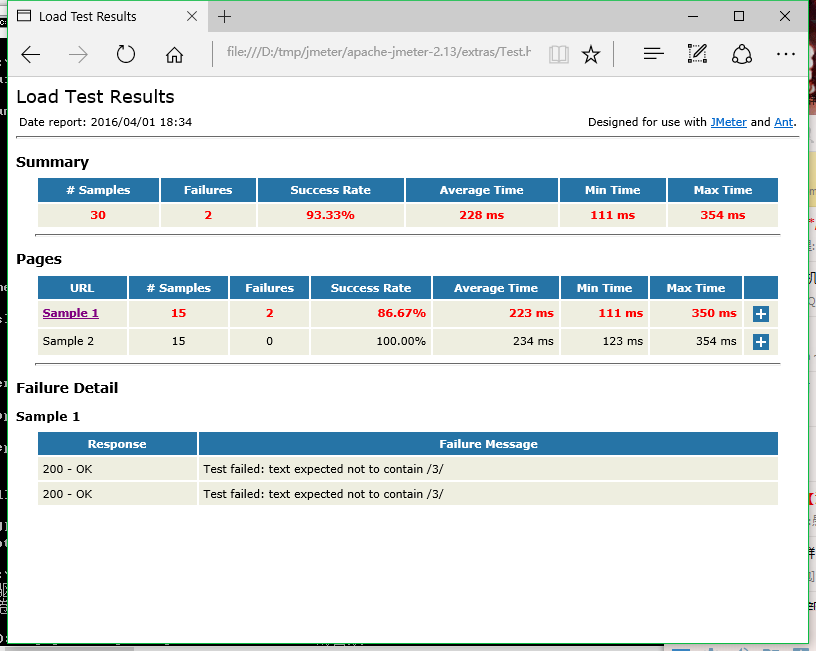 Load Test Results
file:///D:/tmp/jmeter/apache-jmeter-2.13/extras/Test.h
Load Test Results
Date report: 2016/04/01 18:34 Designed for use with JMeter and Ant.
Summary
# Samples Failures Success Rate Average Time Min Time Max Time
30 2 93.33% 228 ms 111 ms 354 ms
Pages
URL # Samples Failures Success Rate Average Time Min Time Max Time
Sample 1 15 2 86.67% 223 ms 111 ms 350 ms
Sample 2 15 0 100.00% 234 ms 123 ms 354 ms
Failure Detail
Sample 1
Response Failure Message
200 - OK Test failed: text expected not to contain /3/
200 - OK Test failed: text expected not to contain /3/